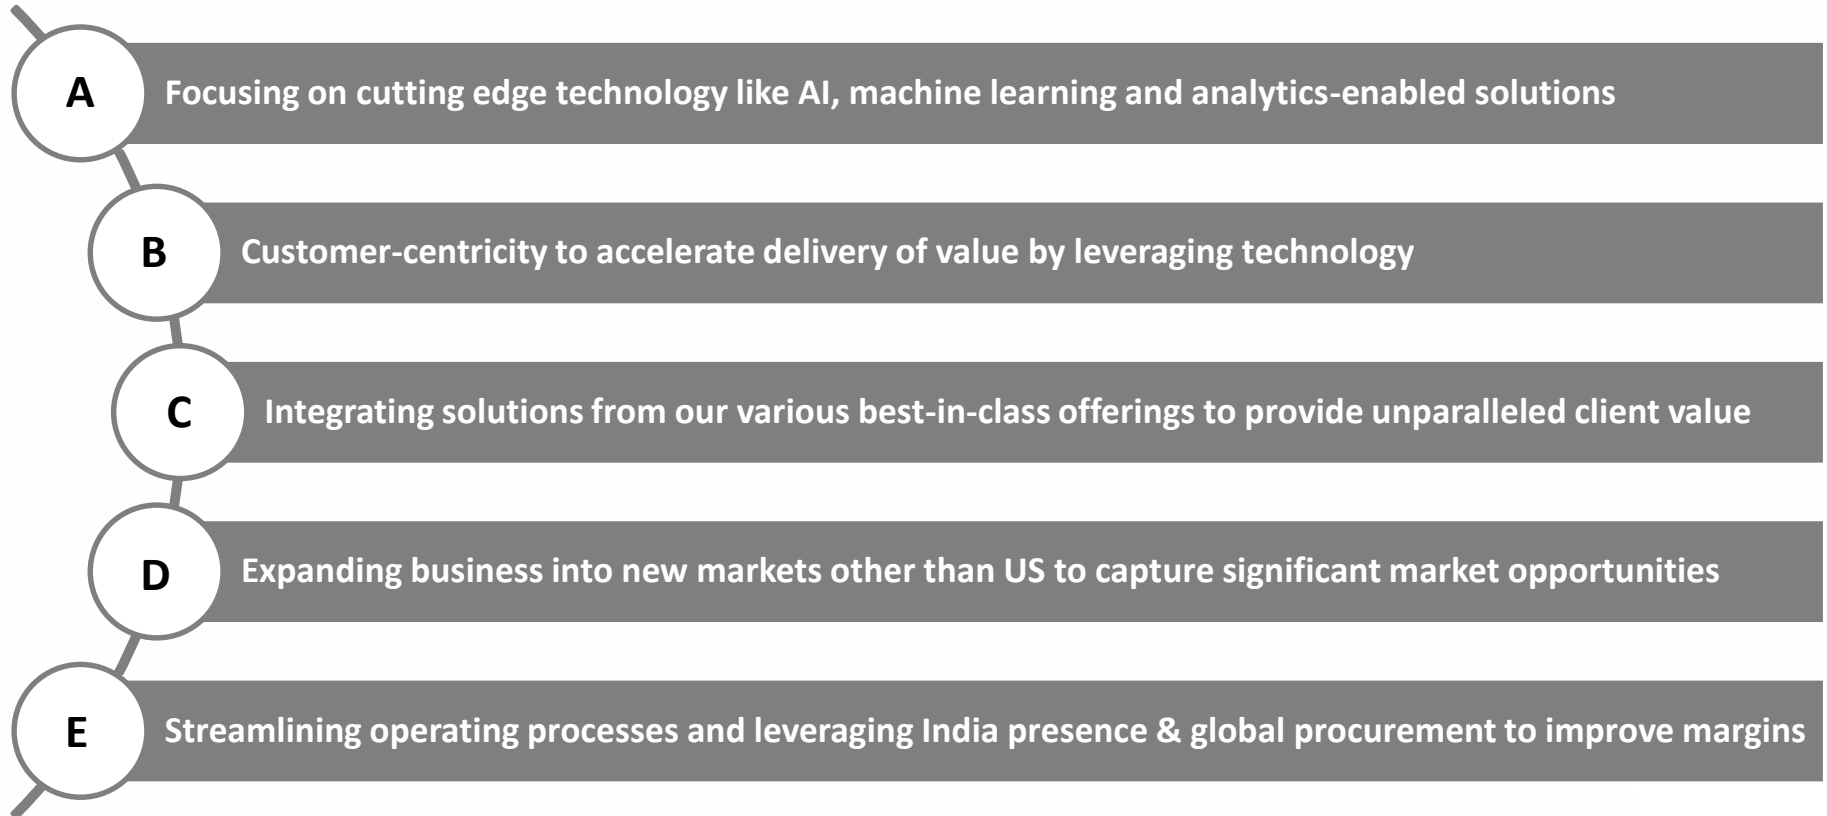 A
Focusing on cutting edge technology like AI, machine learning and analytics-enabled solutions
B
Customer-centricity to accelerate delivery of value by leveraging technology
C
Integrating solutions from our various best-in-class offerings to provide unparalleled client value
D
Expanding business into new markets other than US to capture significant market opportunities
E
Streamlining operating processes and leveraging India presence & global procurement to improve margins